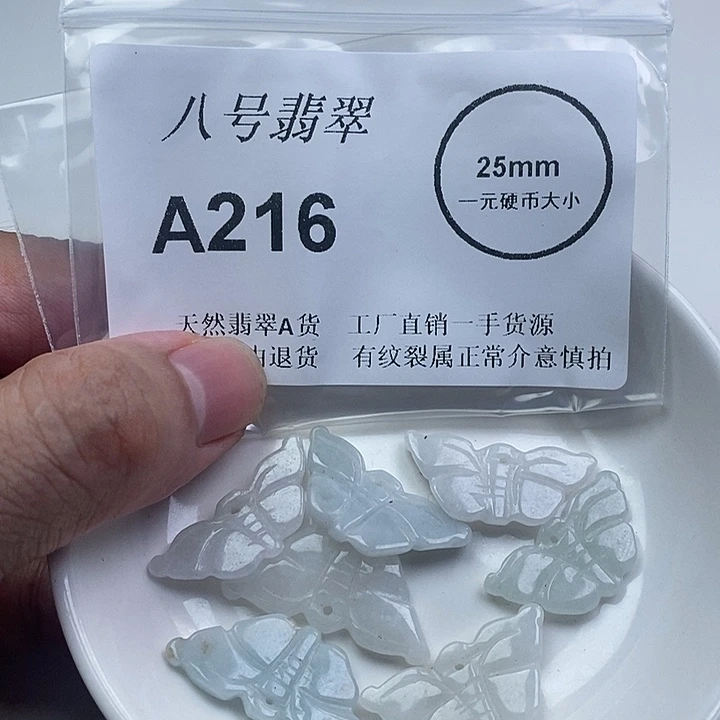 八号翡翠
25mm
一元硬币大小
A216
天然翡翠A货 工厂直销一手货源
由退货 有纹裂属正常介意慎拍